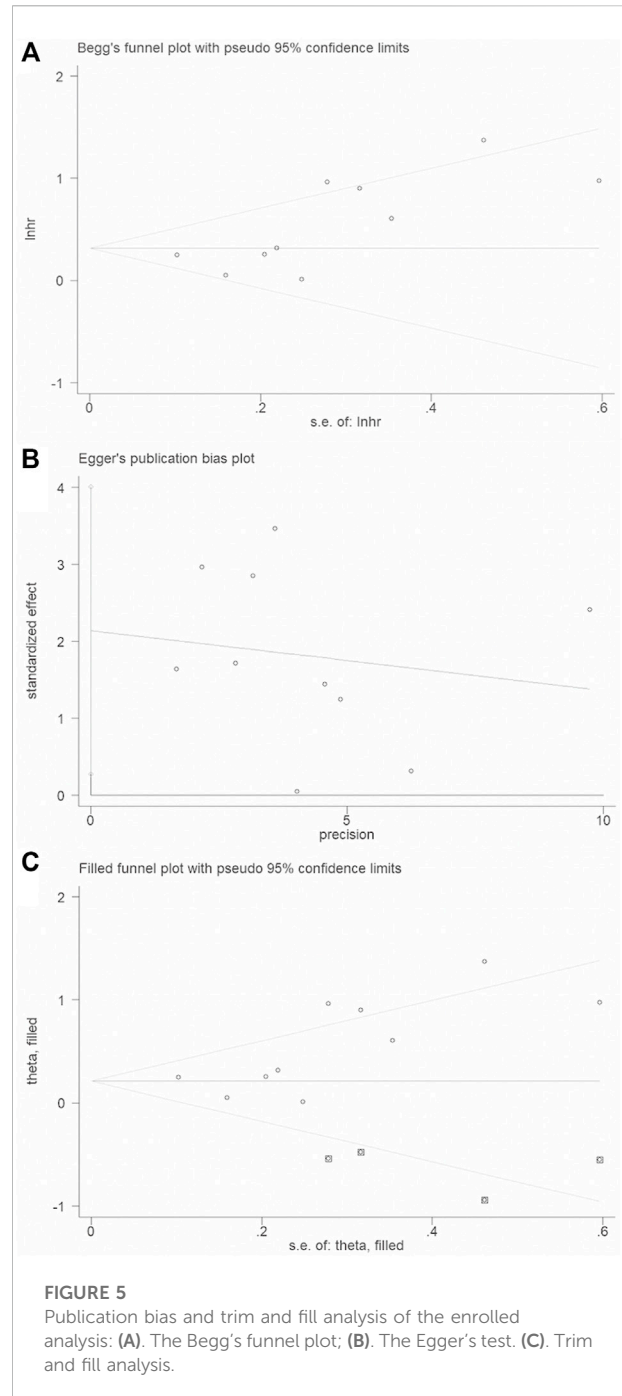 A
Begg's funnel plot with pseudo 95% confidence limits
2
1
0
-1
lnhr
0 .2 .4 .6
s.e. of: lnhr
B
Egger's publication bias plot
4
3
2
1
0
standardized effect
0 5 10
precision
C
Filled funnel plot with pseudo 95% confidence limits
2
1
0
-1
theta, filled
0 .2 .4 .6
s.e. of: theta, filled
FIGURE 5
Publication bias and trim and fill analysis of the enrolled
analysis: (A). The Begg's funnel plot; (B). The Egger's test. (C). Trim
and fill analysis.